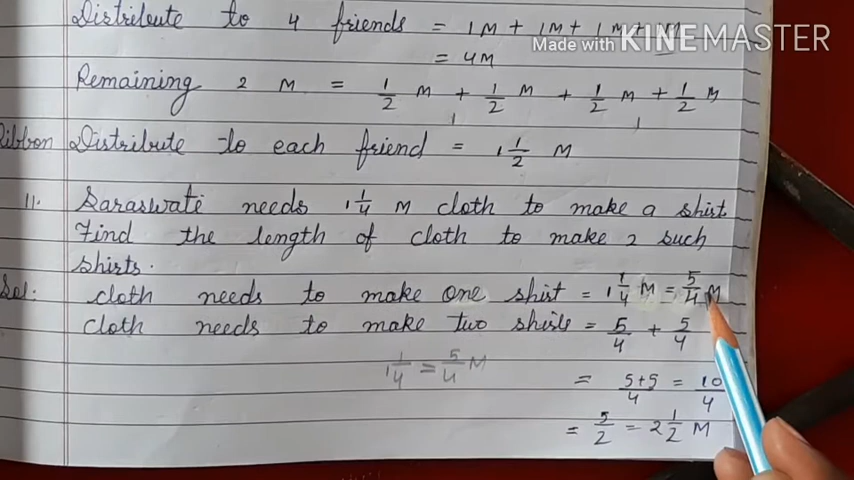 Distribute to 4 friends = 1M + 1M + 1M + 1M
Made with KINEMASTER
= 4M
Remaining 2 M = 1/2 M + 1/2 M + 1/2 M + 1/2 M
Ribbon Distribute to each friend = 1 1/2 M
11. Saraswati needs 1 1/4 M cloth to make a shirt
Find the length of cloth to make 2 such
shirts.
Sol: cloth needs to make one shirt = 1 1/4 M = 5/4 M
cloth needs to make two shirts = 5/4 + 5/4
1 1/4 = 5/4 M
= 5+5/4 = 10/4
= 5/2 = 2 1/2 M